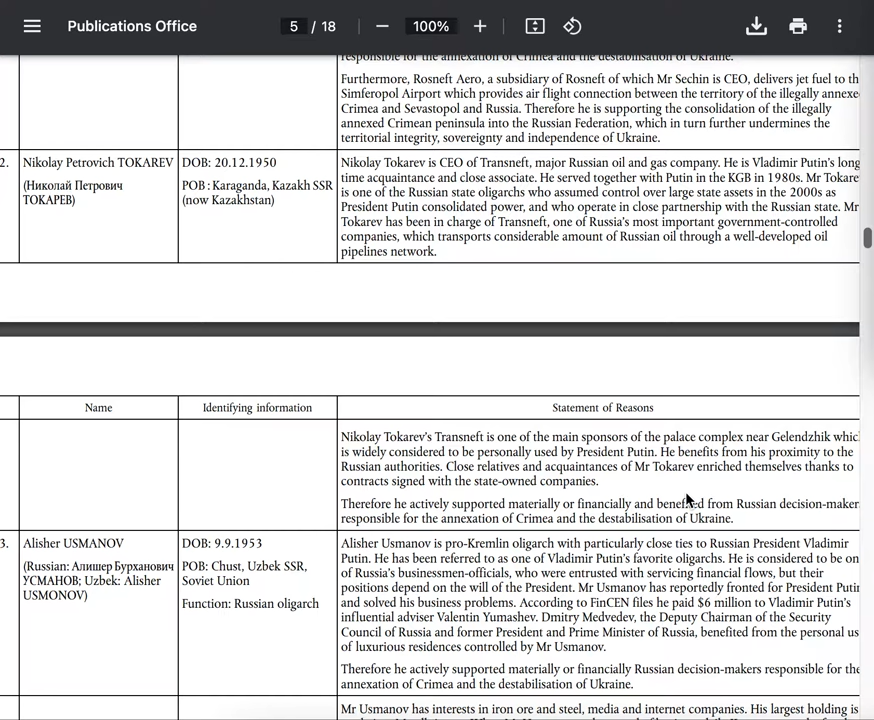 Publications Office
5 / 18
100%
responsible for the annexation of Crimea and the destabilisation of Ukraine.
Furthermore, Rosneft Aero, a subsidiary of Rosneft of which Mr Sechin is CEO, delivers jet fuel to th
Simferopol Airport which provides air flight connection between the territory of the illegally annexe
Crimea and Sevastopol and Russia. Therefore he is supporting the consolidation of the illegally
annexed Crimean peninsula into the Russian Federation, which in turn further undermines the
territorial integrity, sovereignty and independence of Ukraine.
2.
Nikolay Petrovich TOKAREV
(Николай Петрович
ТОКАРЕВ)
DOB: 20.12.1950
POB : Karaganda, Kazakh SSR
(now Kazakhstan)
Nikolay Tokarev is CEO of Transneft, major Russian oil and gas company. He is Vladimir Putin's long
time acquaintance and close associate. He served together with Putin in the KGB in 1980s. Mr Tokare
is one of the Russian state oligarchs who assumed control over large state assets in the 2000s as
President Putin consolidated power, and who operate in close partnership with the Russian state. Mr
Tokarev has been in charge of Transneft, one of Russia's most important government-controlled
companies, which transports considerable amount of Russian oil through a well-developed oil
pipelines network.
Name
Identifying information
Statement of Reasons
Nikolay Tokarev's Transneft is one of the main sponsors of the palace complex near Gelendzhik whic
is widely considered to be personally used by President Putin. He benefits from his proximity to the
Russian authorities. Close relatives and acquaintances of Mr Tokarev enriched themselves thanks to
contracts signed with the state-owned companies.
Therefore he actively supported materially or financially and benefited from Russian decision-maker
responsible for the annexation of Crimea and the destabilisation of Ukraine.
3.
Alisher USMANOV
(Russian: Алишер Бурханович
УСМАНОВ; Uzbek: Alisher
USMONOV)
DOB: 9.9.1953
POB: Chust, Uzbek SSR,
Soviet Union
Function: Russian oligarch
Alisher Usmanov is pro-Kremlin oligarch with particularly close ties to Russian President Vladimir
Putin. He has been referred to as one of Vladimir Putin's favorite oligarchs. He is considered to be on
of Russia's businessmen-officials, who were entrusted with servicing financial flows, but their
positions depend on the will of the President. Mr Usmanov has reportedly fronted for President Putin
and solved his business problems. According to FinCEN files he paid $6 million to Vladimir Putin's
influential adviser Valentin Yumashev. Dmitry Medvedev, the Deputy Chairman of the Security
Council of Russia and former President and Prime Minister of Russia, benefited from the personal us
of luxurious residences controlled by Mr Usmanov.
Therefore he actively supported materially or financially Russian decision-makers responsible for the
annexation of Crimea and the destabilisation of Ukraine.
Mr Usmanov has interests in iron ore and steel, media and internet companies. His largest holding is